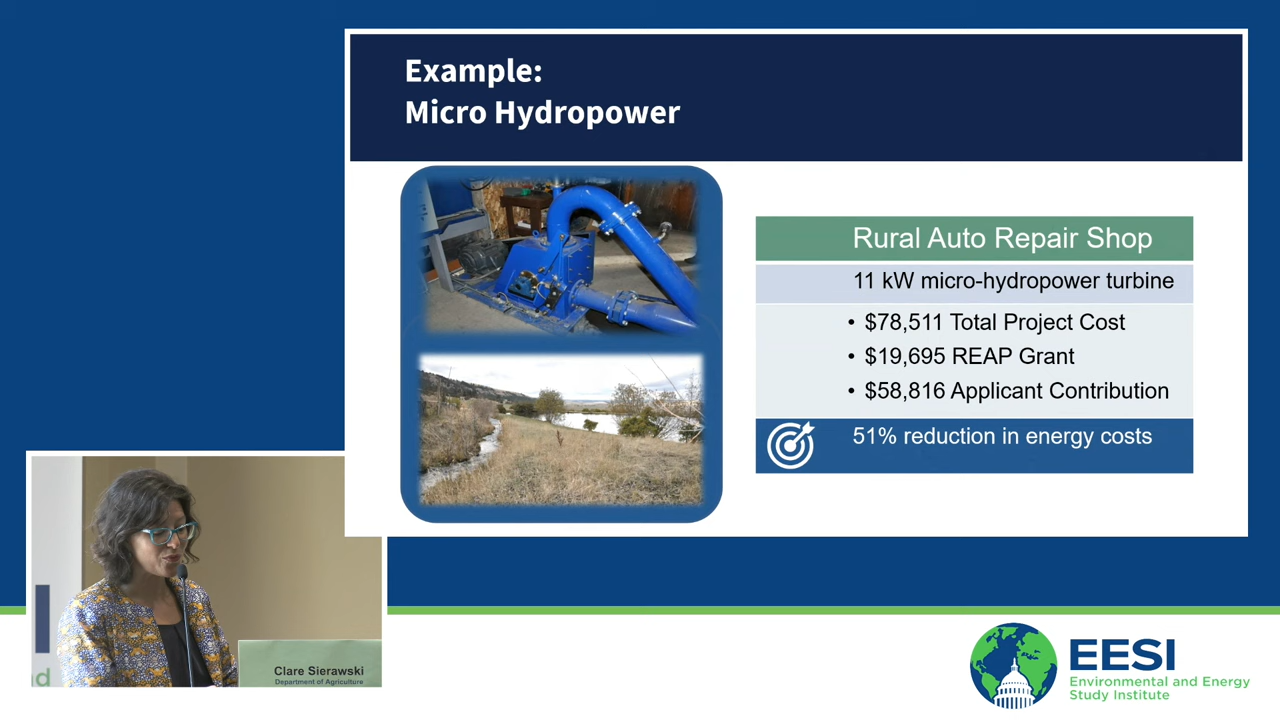 Example:
Micro Hydropower
Rural Auto Repair Shop
11 kW micro-hydropower turbine
• $78,511 Total Project Cost
• $19,695 REAP Grant
• $58,816 Applicant Contribution
51% reduction in energy costs
nd
Clare Sierawski
Department of Agriculture
EESI
Environmental and Energy
Study Institute